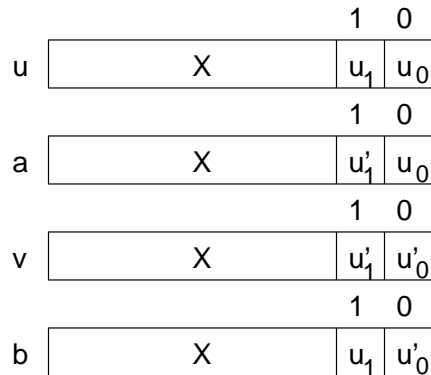 1 0
u X u₁ u₀
1 0
a X u'₁ u₀
1 0
v X u'₁ u'₀
1 0
b X u₁ u'₀